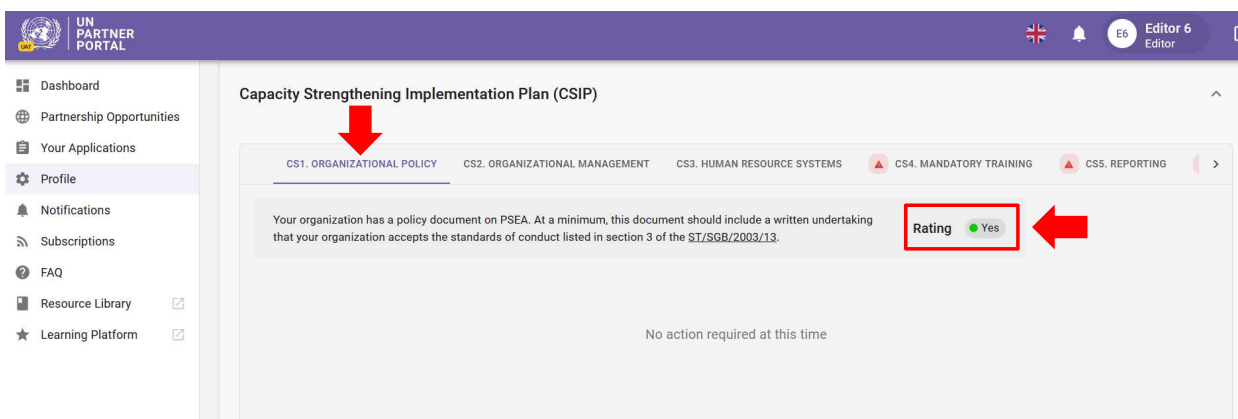 UN
PARTNER
PORTAL
UAT
E6
Editor 6
Editor
Dashboard
Partnership Opportunities
Your Applications
Profile
Notifications
Subscriptions
FAQ
Resource Library
Learning Platform
Capacity Strengthening Implementation Plan (CSIP)
CS1. ORGANIZATIONAL POLICY CS2. ORGANIZATIONAL MANAGEMENT CS3. HUMAN RESOURCE SYSTEMS CS4. MANDATORY TRAINING CS5. REPORTING
Your organization has a policy document on PSEA. At a minimum, this document should include a written undertaking
that your organization accepts the standards of conduct listed in section 3 of the ST/SGB/2003/13.
Rating Yes
No action required at this time